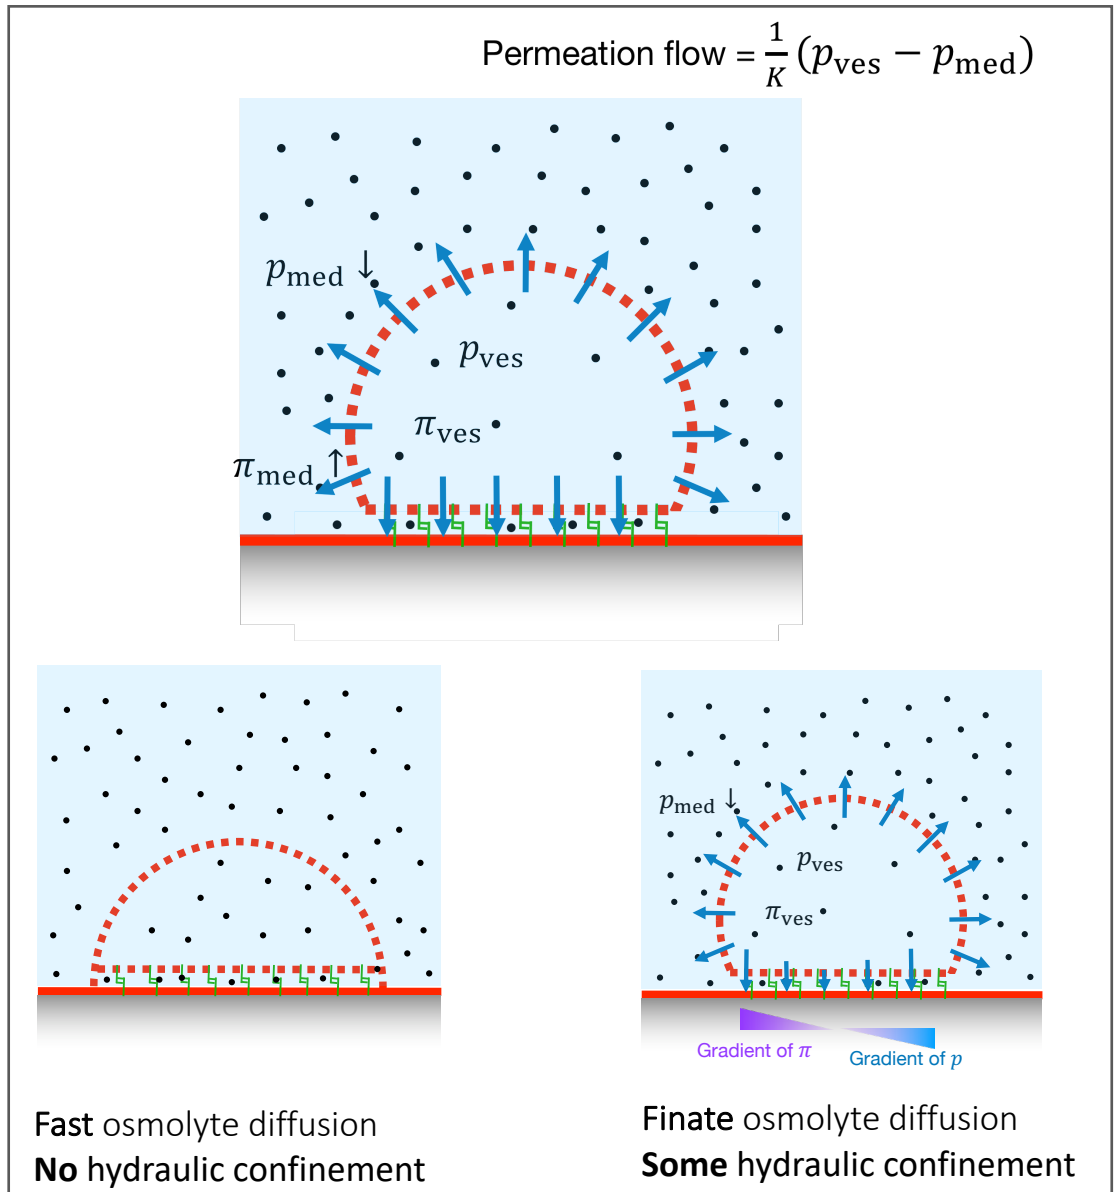 Permeation flow = \frac{1}{K} (p_ves − p_med)
p_med ↓
p_ves
π_ves
π_med ↑
p_med ↓
p_ves
π_ves
Gradient of π
Gradient of p
Fast osmolyte diffusion
No hydraulic confinement
Finate osmolyte diffusion
Some hydraulic confinement